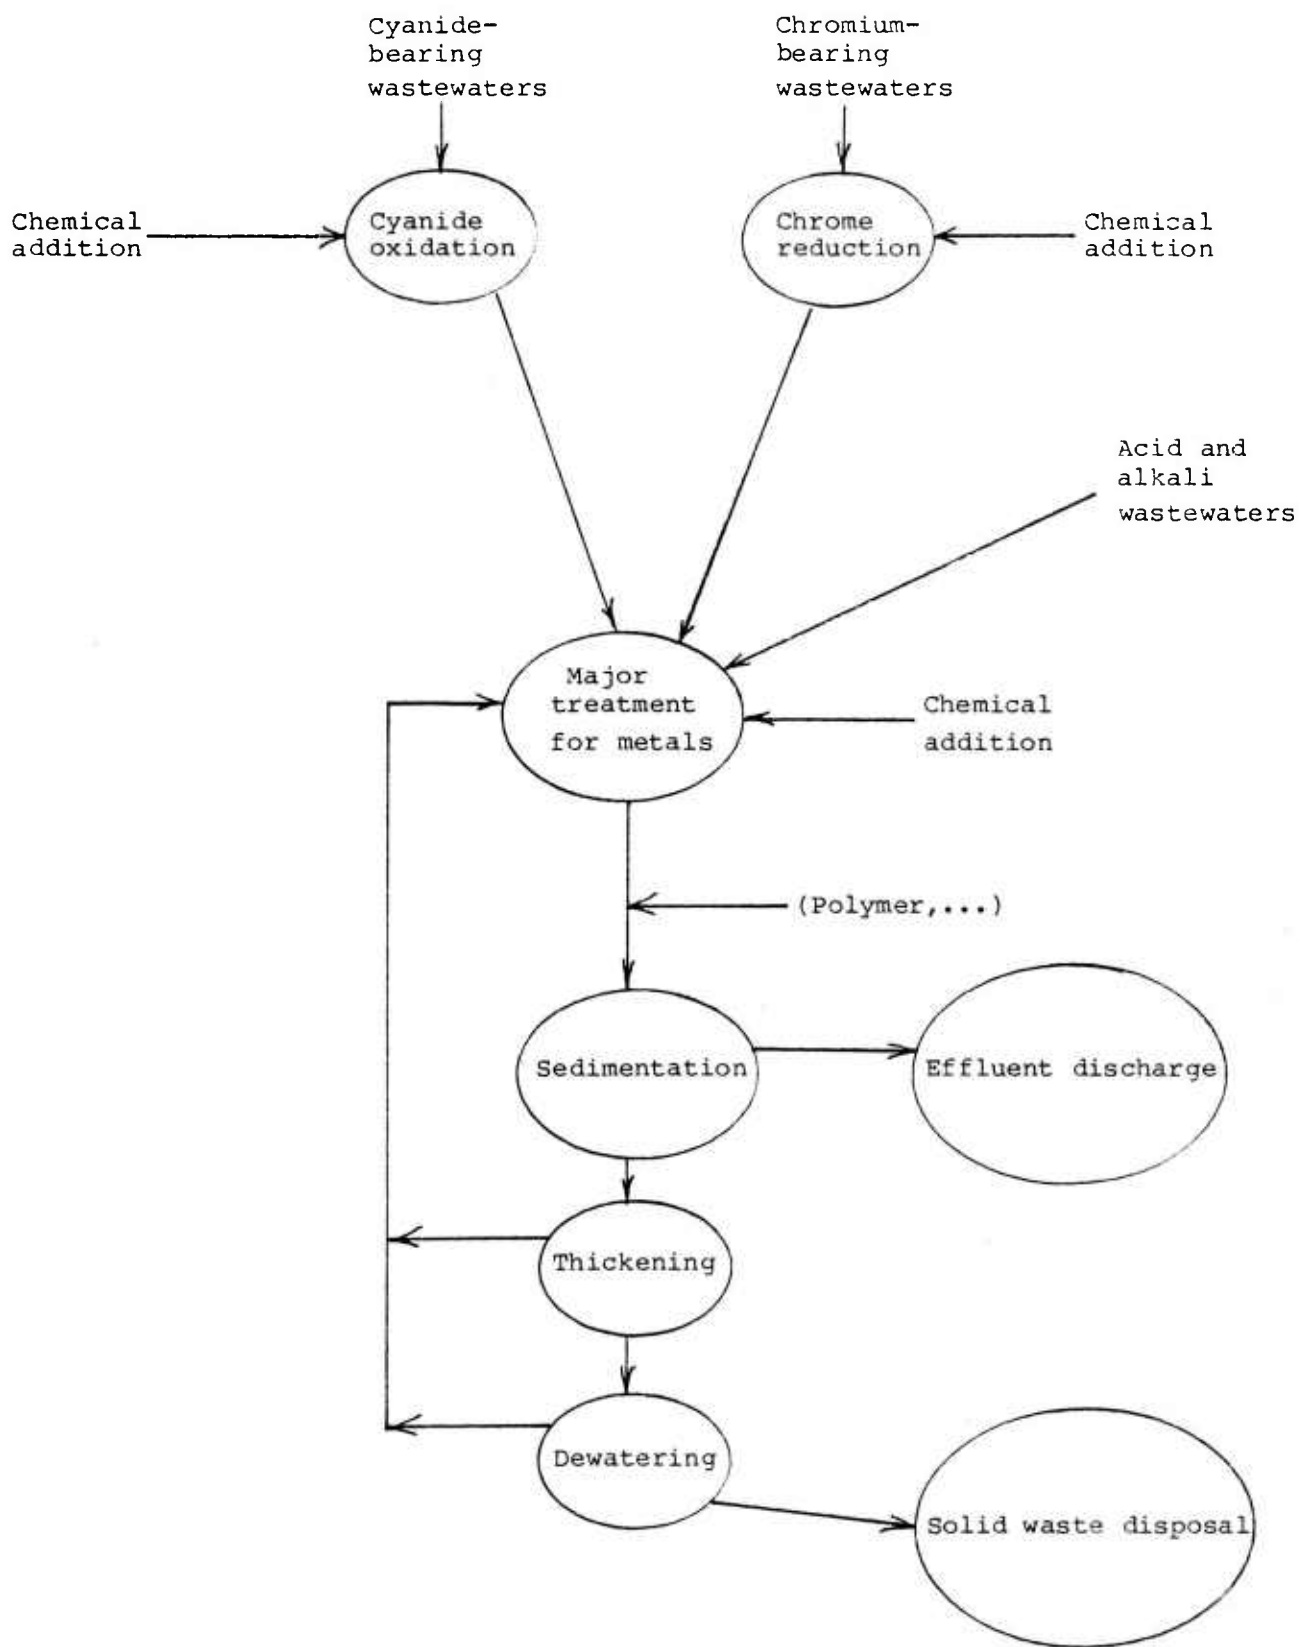 Cyanide-
bearing
wastewaters
Chromium-
bearing
wastewaters
Chemical
addition
Cyanide
oxidation
Chrome
reduction
Chemical
addition
Acid and
alkali
wastewaters
Major
treatment
for metals
Chemical
addition
(Polymer,...)
Sedimentation
Effluent discharge
Thickening
Dewatering
Solid waste disposal